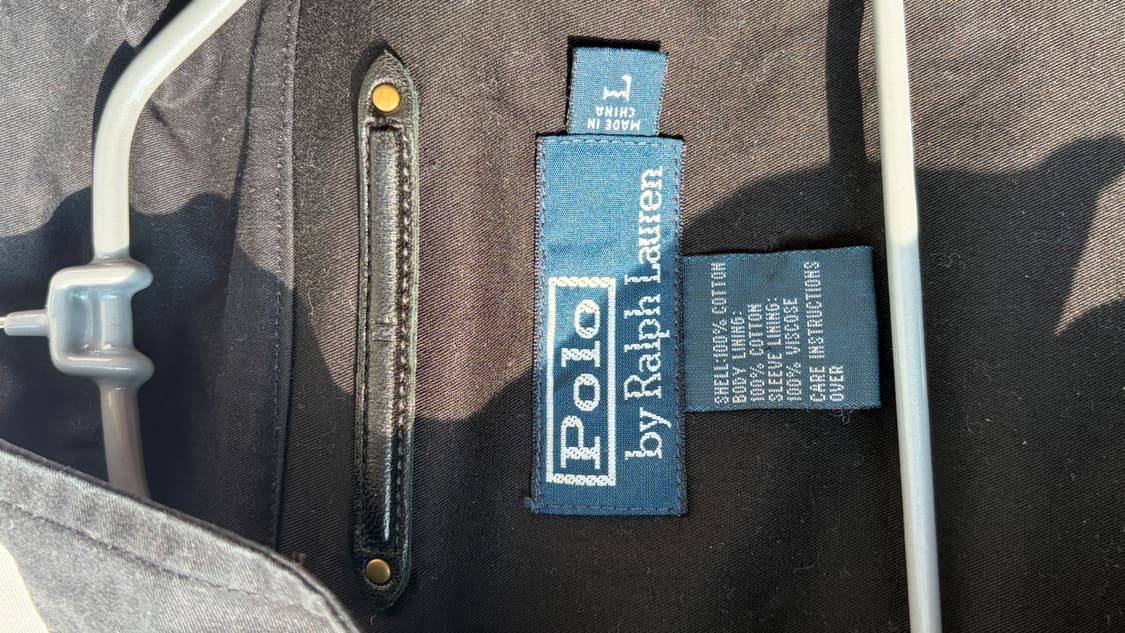 L
MADE IN
CHINA
Polo
by Ralph Lauren
SHELL:100% COTTON
BODY LINING:
100% COTTON
SLEEVE LINING:
100% VISCOSE
CARE INSTRUCTIONS
OVER